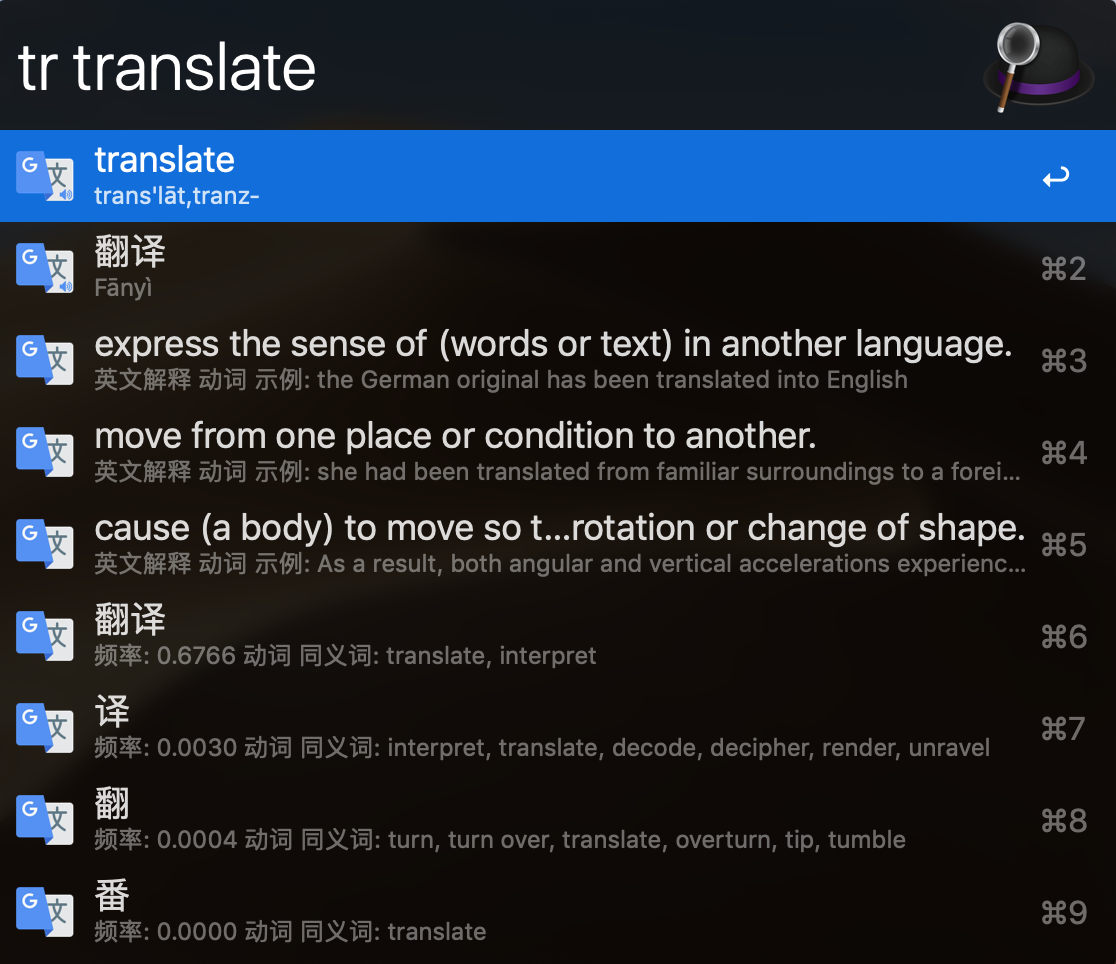 tr translate
translate
trans'lāt,tranz-
翻译
Fānyì
⌘2
express the sense of (words or text) in another language.
英文解释 动词 示例: the German original has been translated into English
⌘3
move from one place or condition to another.
英文解释 动词 示例: she had been translated from familiar surroundings to a forei...
⌘4
cause (a body) to move so t...rotation or change of shape.
英文解释 动词 示例: As a result, both angular and vertical accelerations experienc...
⌘5
翻译
频率: 0.6766 动词 同义词: translate, interpret
⌘6
译
频率: 0.0030 动词 同义词: interpret, translate, decode, decipher, render, unravel
⌘7
翻
频率: 0.0004 动词 同义词: turn, turn over, translate, overturn, tip, tumble
⌘8
番
频率: 0.0000 动词 同义词: translate
⌘9